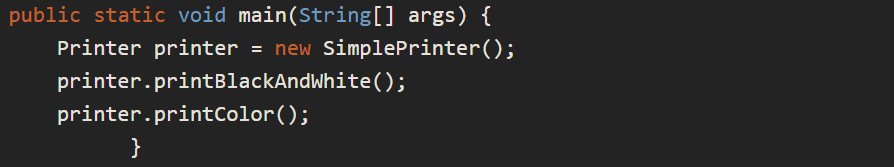 public static void main(String[] args) {
Printer printer = new SimplePrinter();
printer.printBlackAndWhite();
printer.printColor();
}